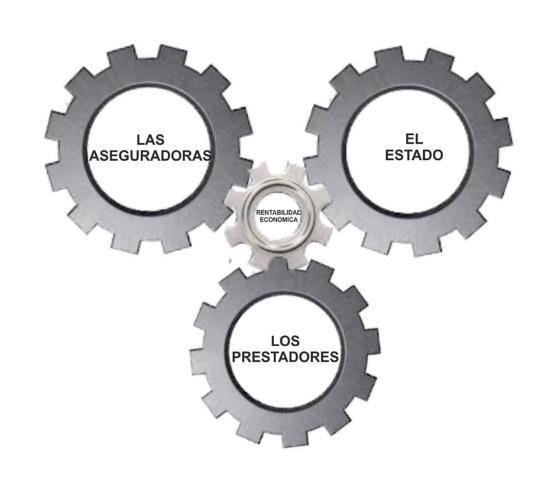 LAS
ASEGURADORAS
EL
ESTADO
RENTABILIDAD
ECONOMICA
LOS
PRESTADORES